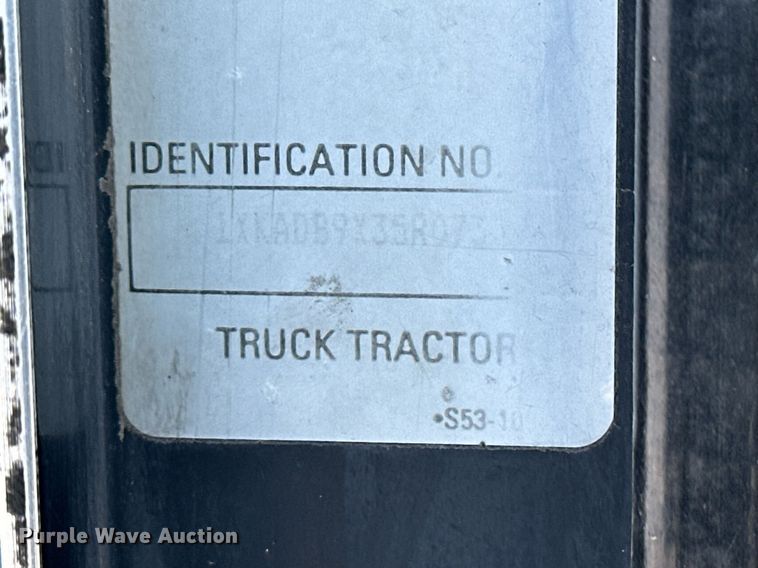 IDENTIFICATION NO.
TRUCK TRACTOR
•S53-10
Purple Wave Auction